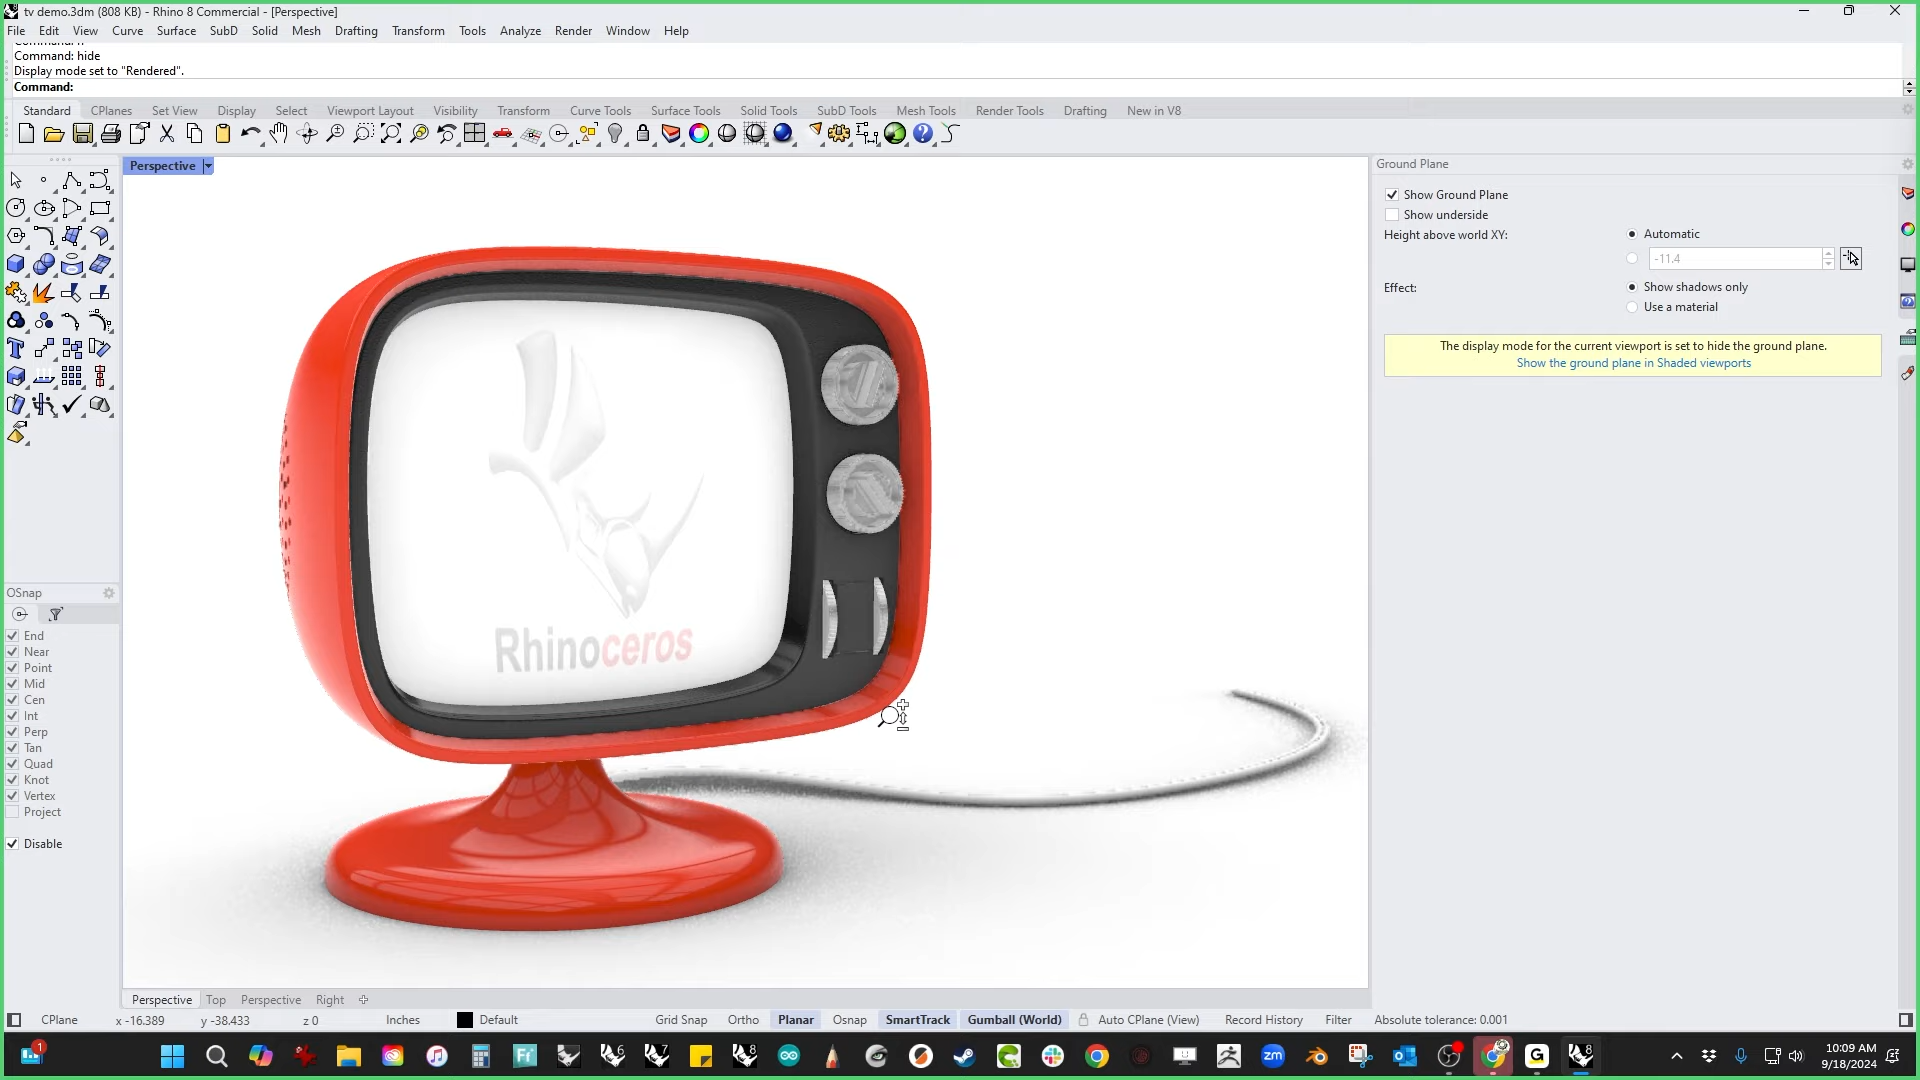 tv demo.3dm (808 KB) - Rhino 8 Commercial - [Perspective]
File Edit View Curve Surface SubD Solid Mesh Drafting Transform Tools Analyze Render Window Help
Command: hide
Display mode set to "Rendered".
Command:
Standard CPlanes Set View Display Select Viewport Layout Visibility Transform Curve Tools Surface Tools Solid Tools SubD Tools Mesh Tools Render Tools Drafting New in V8
Perspective
Ground Plane
Show Ground Plane
Show underside
Height above world XY:
Automatic
-11.4
Effect:
Show shadows only
Use a material
The display mode for the current viewport is set to hide the ground plane.
Show the ground plane in Shaded viewports
Rhinoceros
OSnap
End
Near
Point
Mid
Cen
Int
Perp
Tan
Quad
Knot
Vertex
Project
Disable
Perspective Top Perspective Right
CPlane x -16.389 y -38.433 z 0 Inches Default Grid Snap Ortho Planar Osnap SmartTrack Gumball (World) Auto CPlane (View) Record History Filter Absolute tolerance: 0.001
10:09 AM
9/18/2024